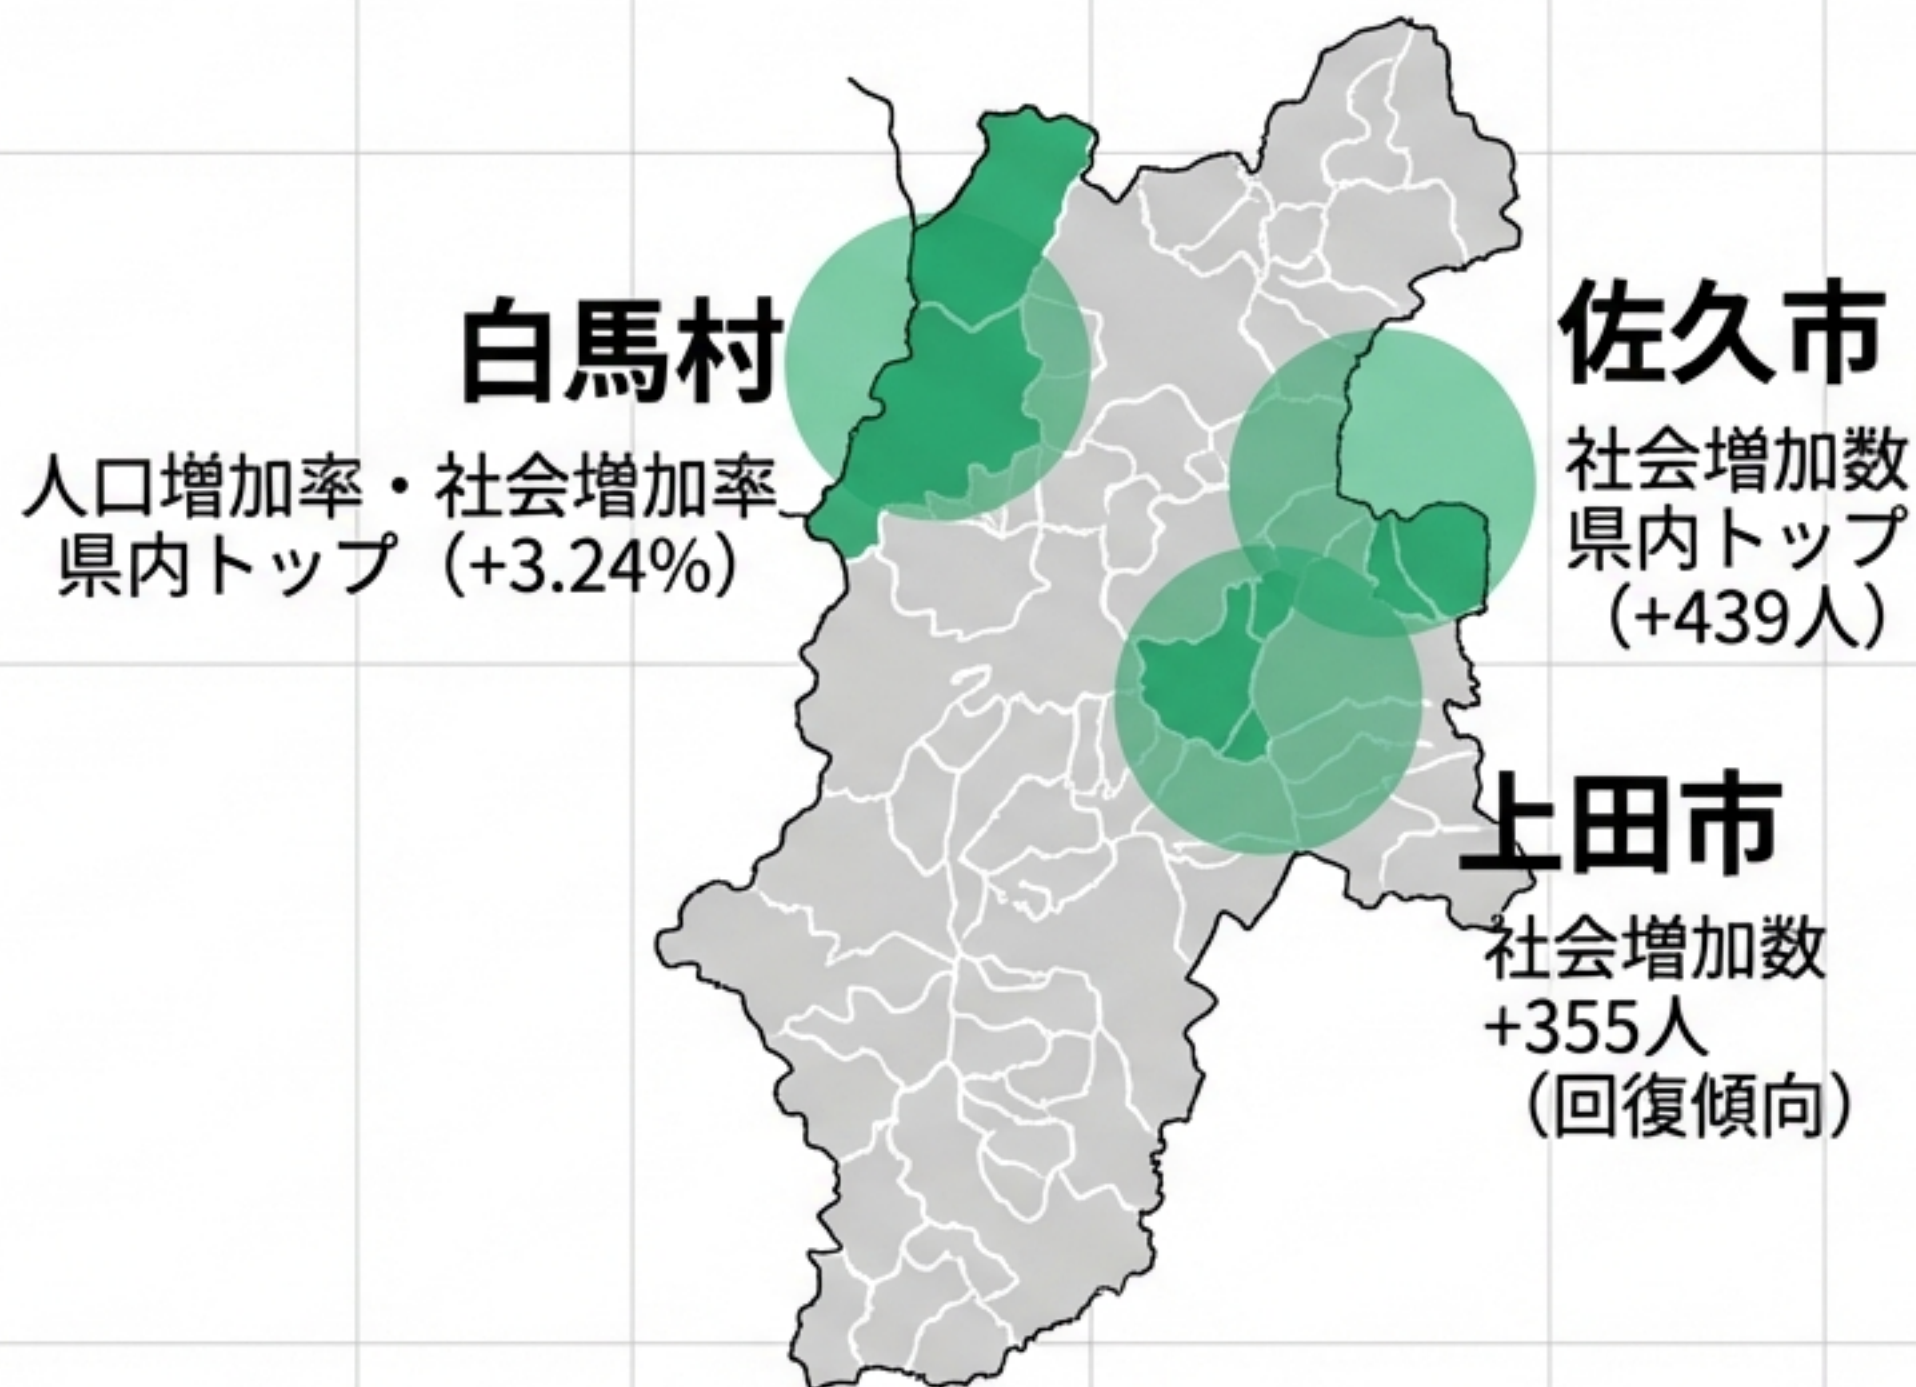 白馬村
人口増加率・社会増加率
県内トップ（+3.24%）
佐久市
社会増加数
県内トップ
（+439人）
上田市
社会増加数
+355人
（回復傾向）